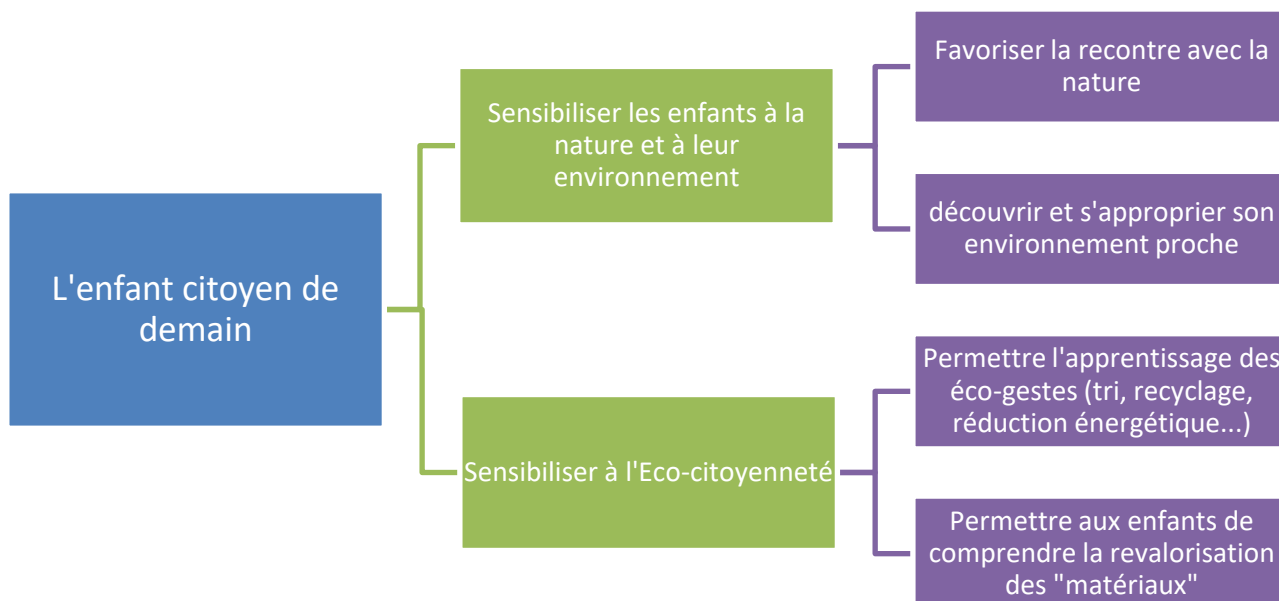 L'enfant citoyen de
demain
Sensibiliser les enfants à la
nature et à leur
environnement
Favoriser la recontre avec la
nature
découvrir et s'approprier son
environnement proche
Sensibiliser à l'Eco-citoyenneté
Permettre l'apprentissage des
éco-gestes (tri, recyclage,
réduction énergétique...)
Permettre aux enfants de
comprendre la revalorisation
des "matériaux"